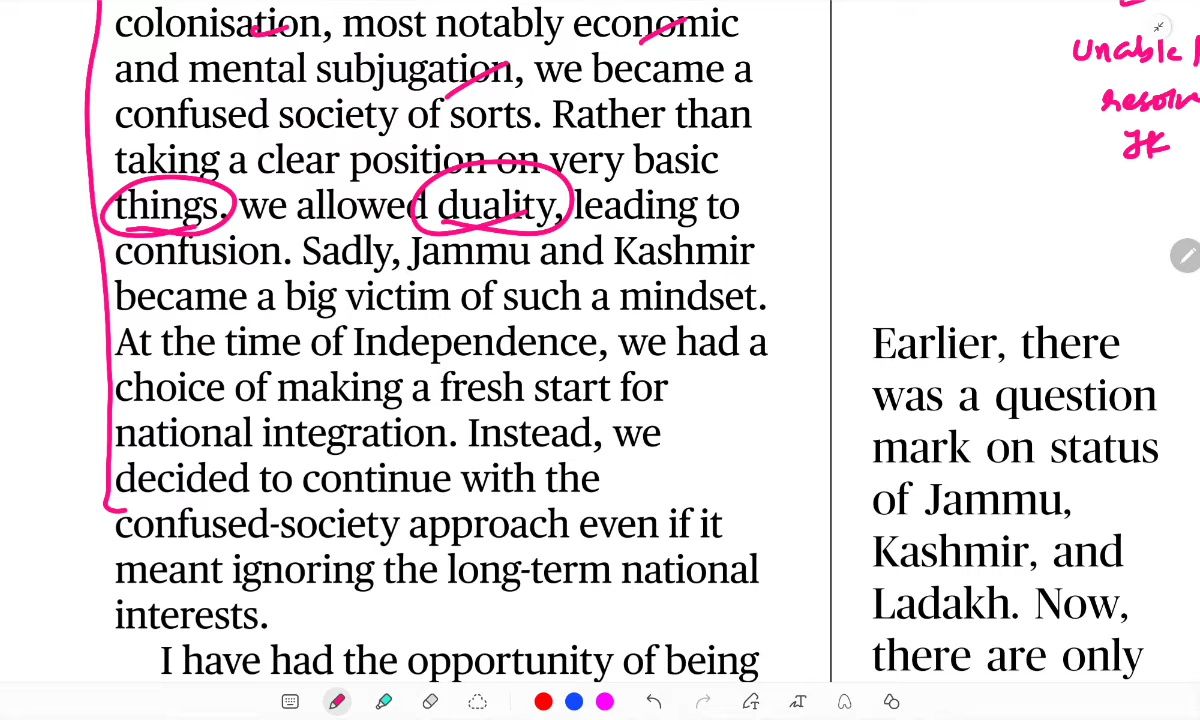 colonisation, most notably economic
and mental subjugation, we became a
confused society of sorts. Rather than
taking a clear position on very basic
things, we allowed duality, leading to
confusion. Sadly, Jammu and Kashmir
became a big victim of such a mindset.
At the time of Independence, we had a
choice of making a fresh start for
national integration. Instead, we
decided to continue with the
confused-society approach even if it
meant ignoring the long-term national
interests.
I have had the opportunity of being
Unable
JK
Earlier, there
was a question
mark on status
of Jammu,
Kashmir, and
Ladakh. Now,
there are only